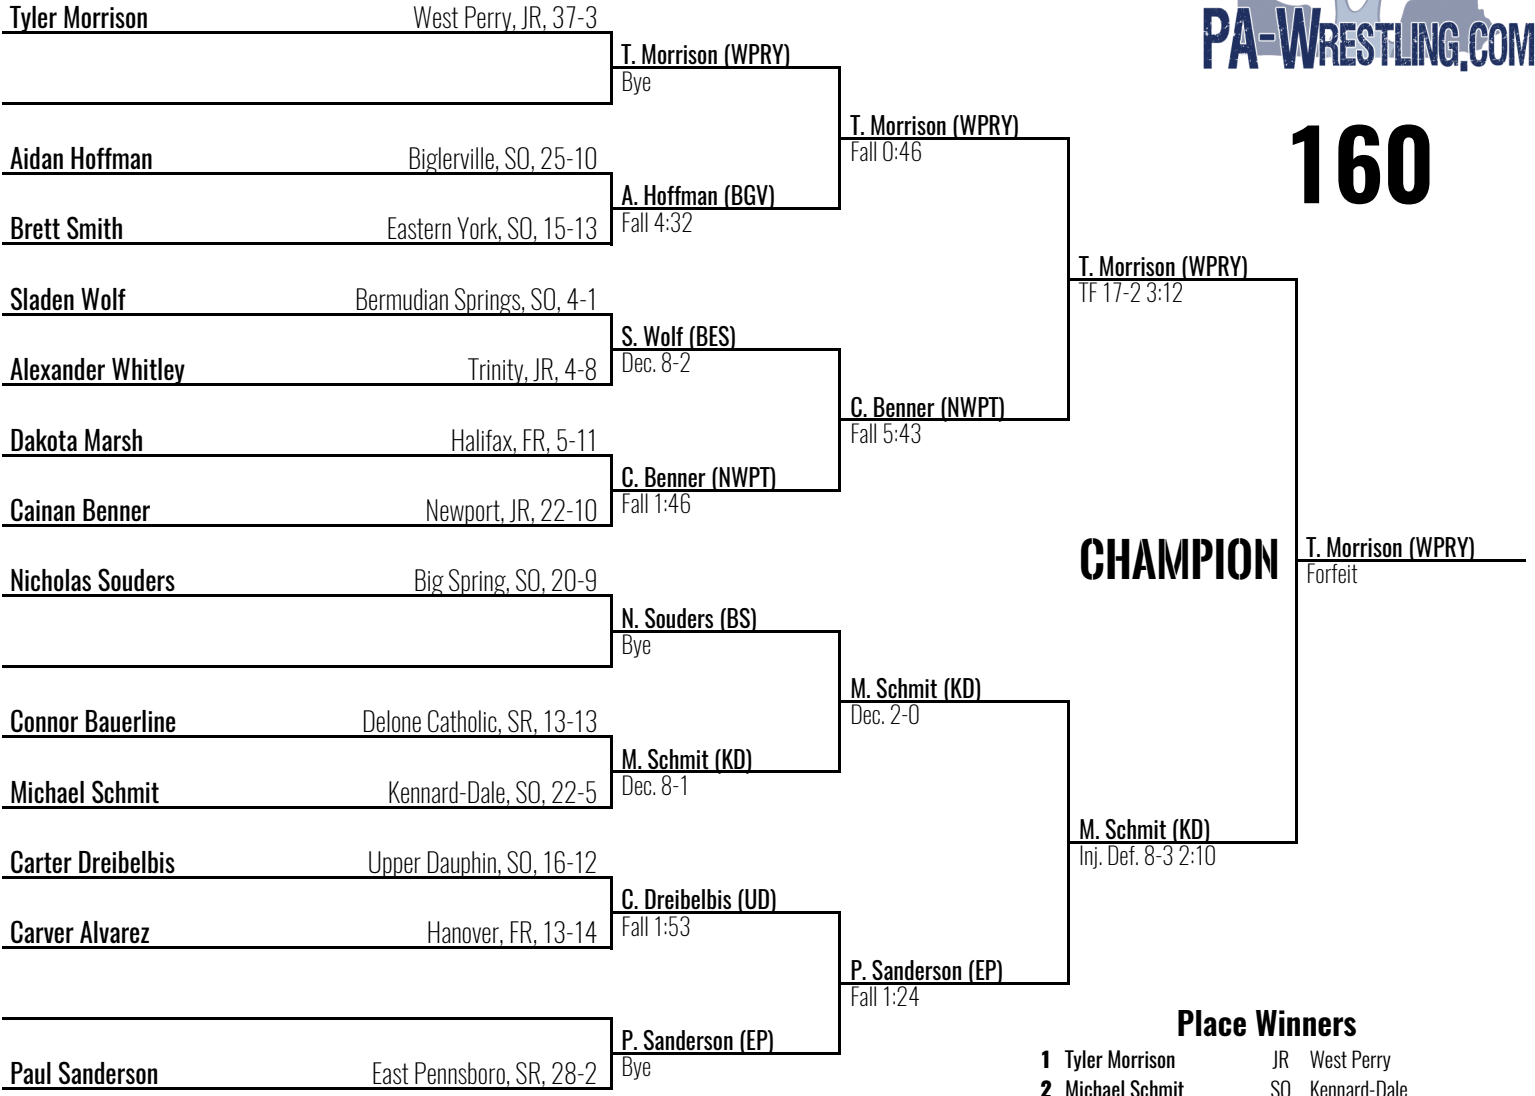 Tyler Morrison West Perry, JR, 37-3
T. Morrison (WPRY)
Bye
Aidan Hoffman Biglerville, SO, 25-10
A. Hoffman (BGV)
Fall 4:32
Brett Smith Eastern York, SO, 15-13
T. Morrison (WPRY)
Fall 0:46
Sladen Wolf Bermudian Springs, SO, 4-1
S. Wolf (BES)
Dec. 8-2
Alexander Whitley Trinity, JR, 4-8
Dakota Marsh Halifax, FR, 5-11
C. Benner (NWPT)
Fall 1:46
Cainan Benner Newport, JR, 22-10
C. Benner (NWPT)
Fall 5:43
T. Morrison (WPRY)
TF 17-2 3:12
Nicholas Souders Big Spring, SO, 20-9
N. Souders (BS)
Bye
Connor Bauerline Delone Catholic, SR, 13-13
M. Schmit (KD)
Dec. 8-1
Michael Schmit Kennard-Dale, SO, 22-5
M. Schmit (KD)
Dec. 2-0
Carter Dreibelbis Upper Dauphin, SO, 16-12
C. Dreibelbis (UD)
Fall 1:53
Carver Alvarez Hanover, FR, 13-14
P. Sanderson (EP)
Bye
Paul Sanderson East Pennsboro, SR, 28-2
P. Sanderson (EP)
Fall 1:24
M. Schmit (KD)
Inj. Def. 8-3 2:10
PA-WRESTLING.COM
160
CHAMPION
T. Morrison (WPRY)
Forfeit
Place Winners
1 Tyler Morrison JR West Perry
2 Michael Schmit SO Kennard-Dale